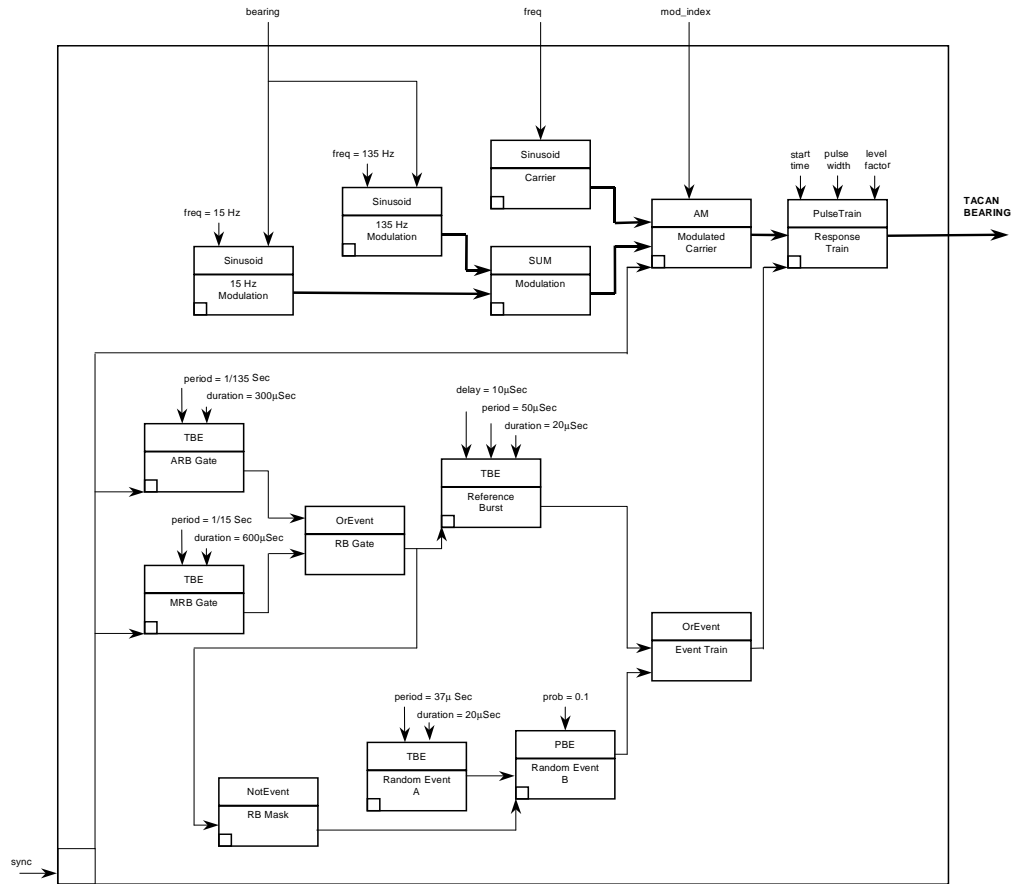 bearing
freq
mod_index
freq = 135 Hz
Sinusoid
Carrier
start
time
pulse
width
level
factor
freq = 15 Hz
Sinusoid
135 Hz
Modulation
AM
Modulated
Carrier
PulseTrain
Response
Train
TACAN
BEARING
Sinusoid
15 Hz
Modulation
SUM
Modulation
period = 1/135 Sec
duration = 300µSec
TBE
ARB Gate
delay = 10µSec
period = 50µSec
duration = 20µSec
TBE
Reference
Burst
period = 1/15 Sec
duration = 600µSec
TBE
MRB Gate
OrEvent
RB Gate
OrEvent
Event Train
period = 37µ Sec
duration = 20µSec
TBE
Random Event
A
prob = 0.1
PBE
Random Event
B
NotEvent
RB Mask
sync